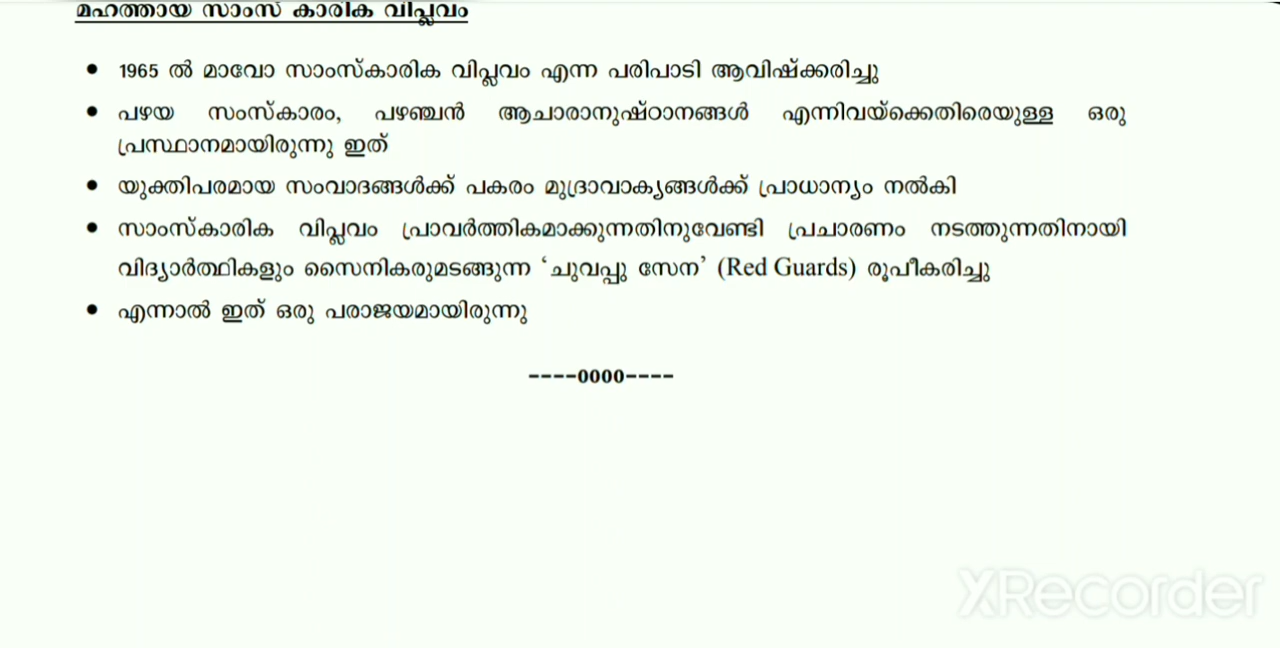 മഹത്തായ സാംസ് കാരിക വിപ്ലവം
• 1965 ൽ മാവോ സാംസ്കാരിക വിപ്ലവം എന്ന പരിപാടി ആവിഷ്ക്കരിച്ചു
• പഴയ സംസ്കാരം, പഴഞ്ചൻ ആചാരാനുഷ്ഠാനങ്ങൾ എന്നിവയ്ക്കെതിരെയുള്ള ഒരു
പ്രസ്ഥാനമായിരുന്നു ഇത്
• യുക്തിപരമായ സംവാദങ്ങൾക്ക് പകരം മുദ്രാവാക്യങ്ങൾക്ക് പ്രാധാന്യം നൽകി
• സാംസ്കാരിക വിപ്ലവം പ്രാവർത്തികമാക്കുന്നതിനുവേണ്ടി പ്രചാരണം നടത്തുന്നതിനായി
വിദ്യാർത്ഥികളും സൈനികരുമടങ്ങുന്ന ‘ചുവപ്പു സേന’ (Red Guards) രൂപീകരിച്ചു
• എന്നാൽ ഇത് ഒരു പരാജയമായിരുന്നു
----0000----
XRecorder